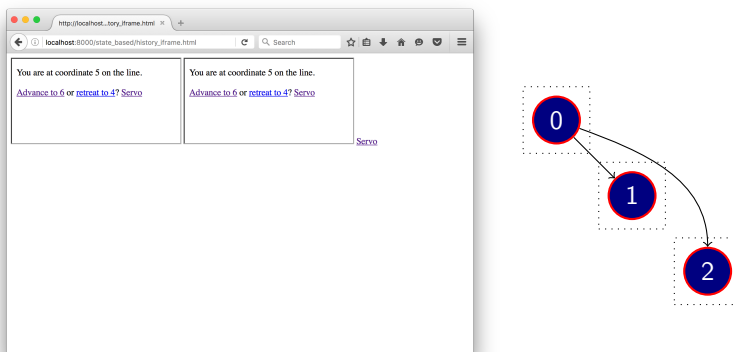 http://localhost...tory_iframe.html × +
localhost:8000/state_based/history_iframe.html
Search
You are at coordinate 5 on the line.
Advance to 6 or retreat to 4? Servo
You are at coordinate 5 on the line.
Advance to 6 or retreat to 4? Servo
Servo
0
1
2